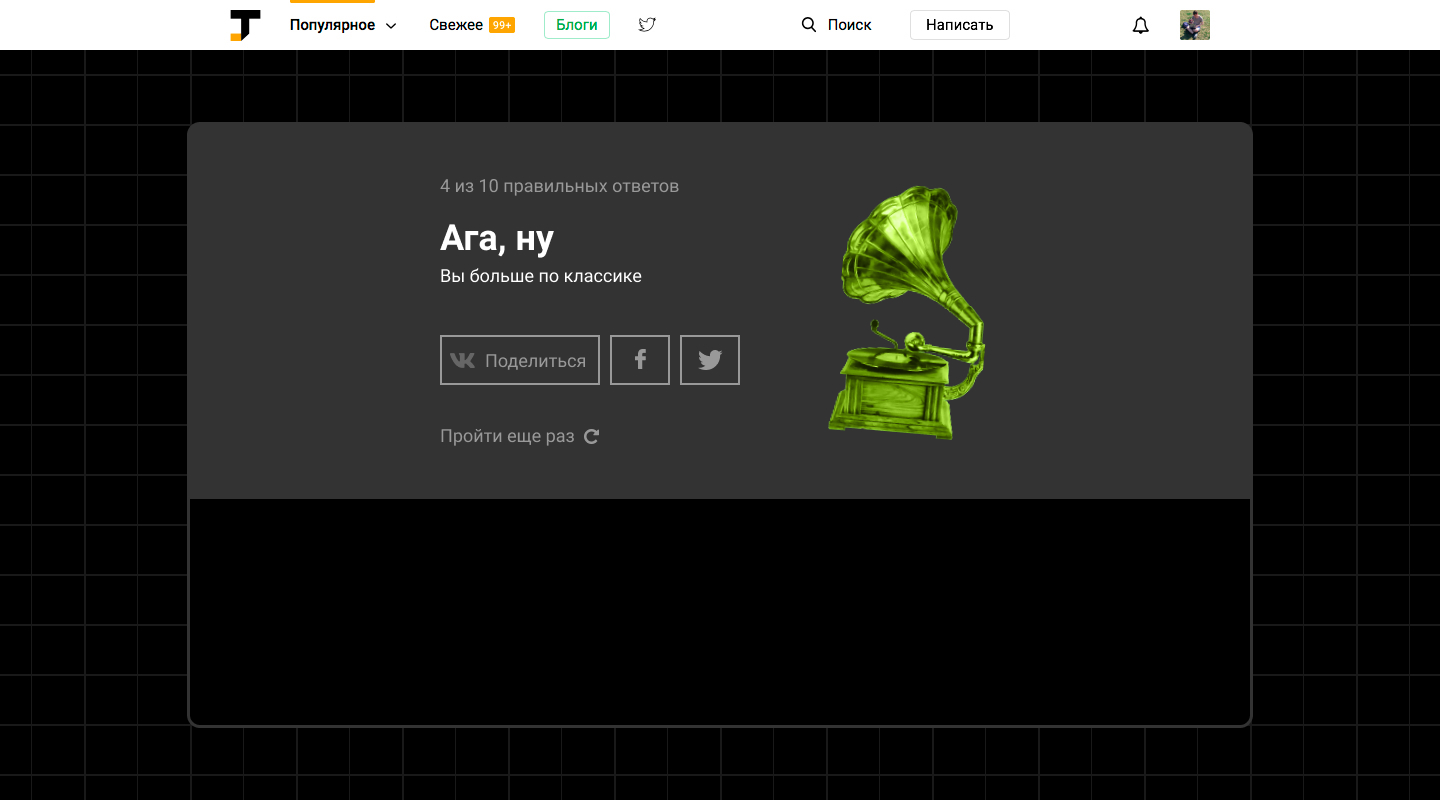 Популярное
Свежее 99+
Блоги
Поиск
Написать
4 из 10 правильных ответов
Ага, ну
Вы больше по классике
Поделиться
Пройти еще раз